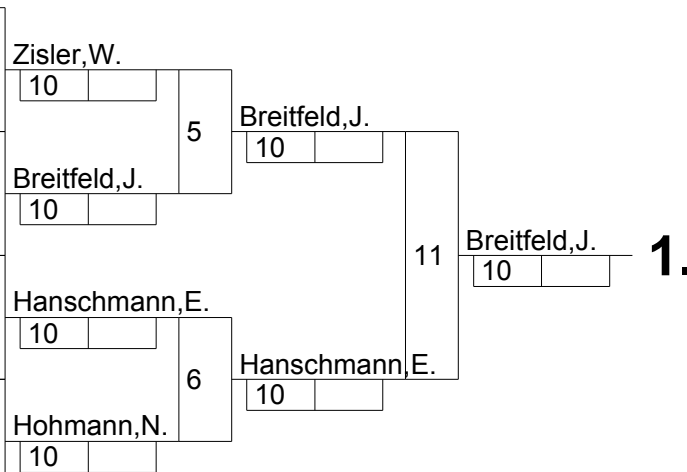 Zisler,W.
10
5
Breitfeld,J.
10
Breitfeld,J.
10
11
Breitfeld,J.
10
1.
Hanschmann,E.
10
6
Hanschmann,E.
10
Hohmann,N.
10